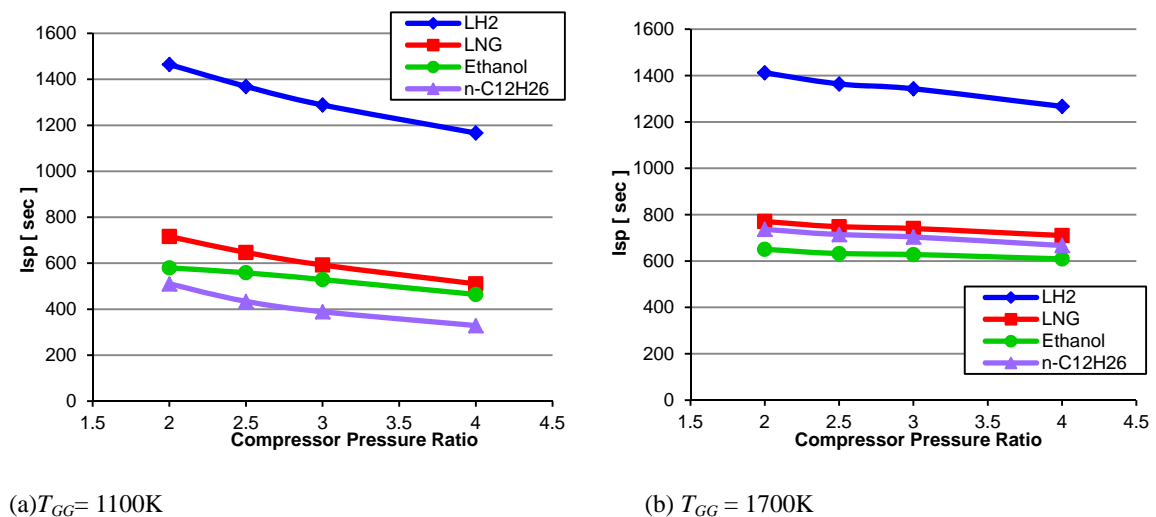 1600
1400
1200
1000
800
600
400
200
0
Isp [ sec ]
1.5 2 2.5 3 3.5 4 4.5
Compressor Pressure Ratio
LH2
LNG
Ethanol
n-C12H26
(a)TGG= 1100K
1600
1400
1200
1000
800
600
400
200
0
Isp [ sec ]
1.5 2 2.5 3 3.5 4 4.5
Compressor Pressure Ratio
LH2
LNG
Ethanol
n-C12H26
(b) TGG = 1700K